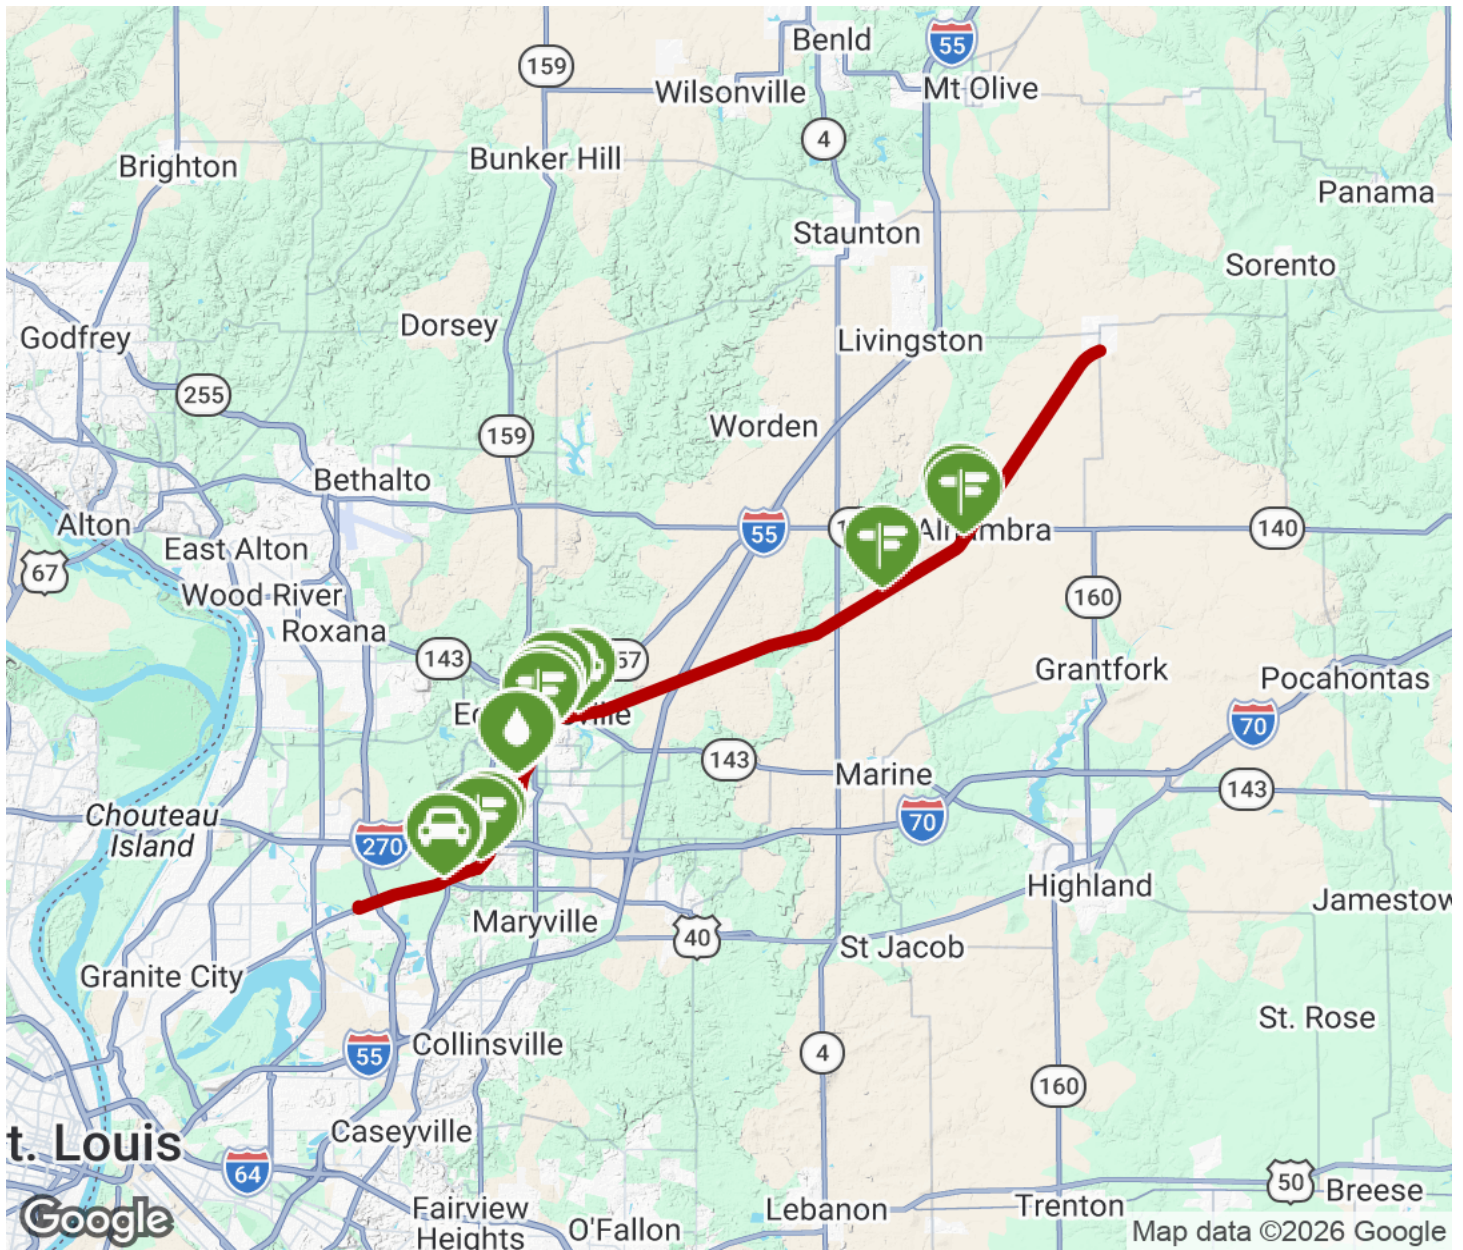 Benld
55
159
Wilsonville
Mt Olive
4
Bunker Hill
Brighton
Panama
Staunton
Sorento
Dorsey
Godfrey
Livingston
255
Worden
159
Bethalto
Alton
55
Alhambra
140
East Alton
67
Wood River
160
Roxana
143
57
Grantfork
Pocahontas
70
143
Marine
143
Chouteau
Island
70
270
Highland
Jamestow
Maryville
40
St Jacob
Granite City
St. Rose
Collinsville
55
4
160
Caseyville
t. Louis
64
50
Breese
Fairview
Heights
O'Fallon
Lebanon
Trenton
Google
Map data ©2026 Google